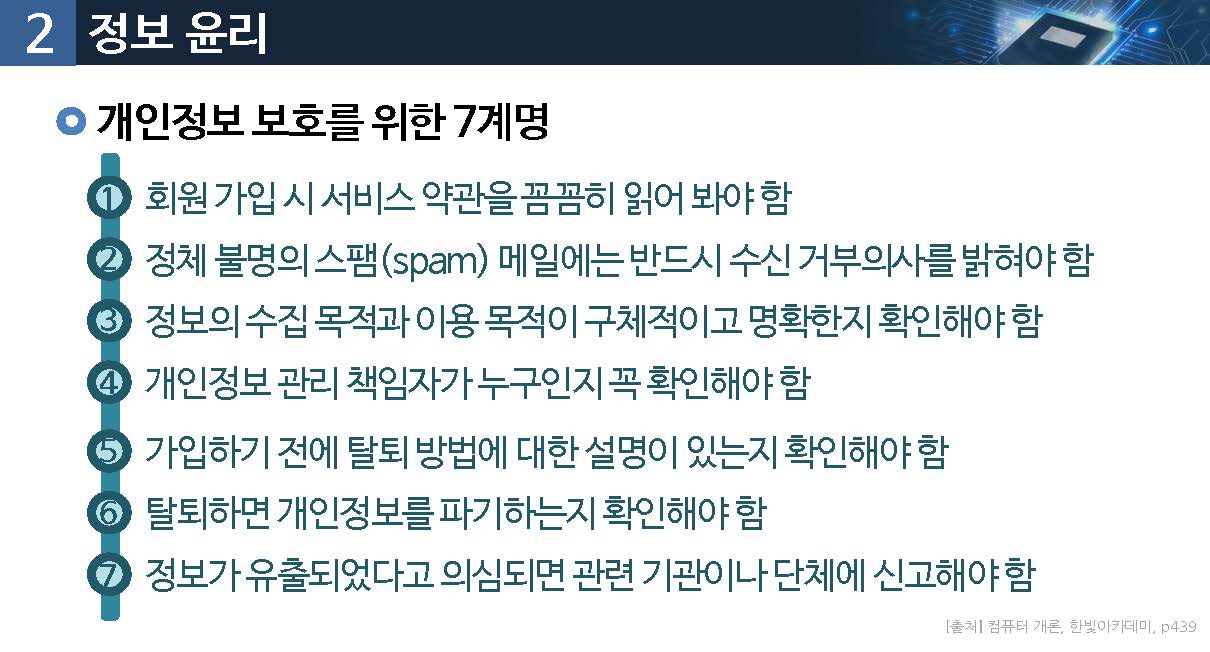 2 정보 윤리
개인정보 보호를 위한 7계명
① 회원 가입 시 서비스 약관을 꼼꼼히 읽어 봐야 함
② 정체 불명의 스팸(spam) 메일에는 반드시 수신 거부의사를 밝혀야 함
③ 정보의 수집 목적과 이용 목적이 구체적이고 명확한지 확인해야 함
④ 개인정보 관리 책임자가 누구인지 꼭 확인해야 함
⑤ 가입하기 전에 탈퇴 방법에 대한 설명이 있는지 확인해야 함
⑥ 탈퇴하면 개인정보를 파기하는지 확인해야 함
⑦ 정보가 유출되었다고 의심되면 관련 기관이나 단체에 신고해야 함
[출처] 컴퓨터 개론, 한빛아카데미, p439